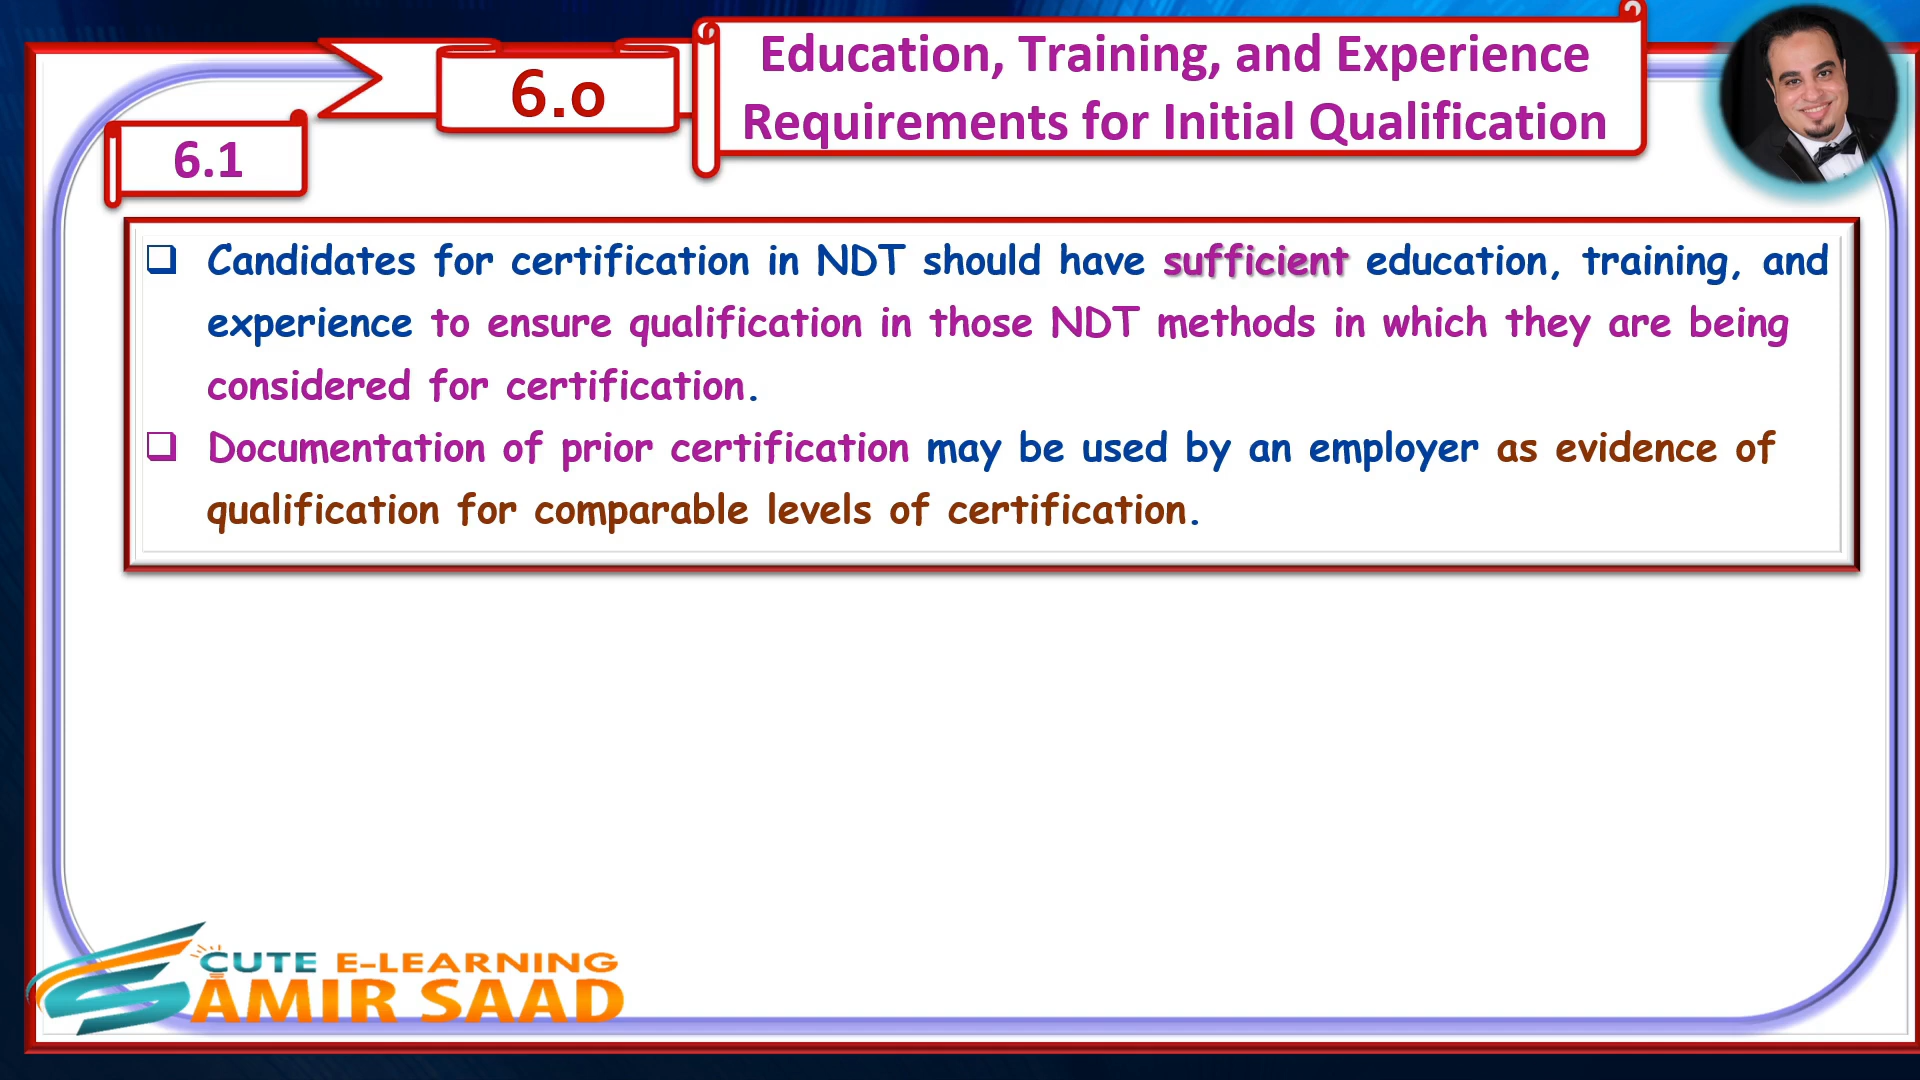 6.0
Education, Training, and Experience
Requirements for Initial Qualification
6.1
❑ Candidates for certification in NDT should have sufficient education, training, and
experience to ensure qualification in those NDT methods in which they are being
considered for certification.
❑ Documentation of prior certification may be used by an employer as evidence of
qualification for comparable levels of certification.
CUTE E-LEARNING
AMIR SAAD